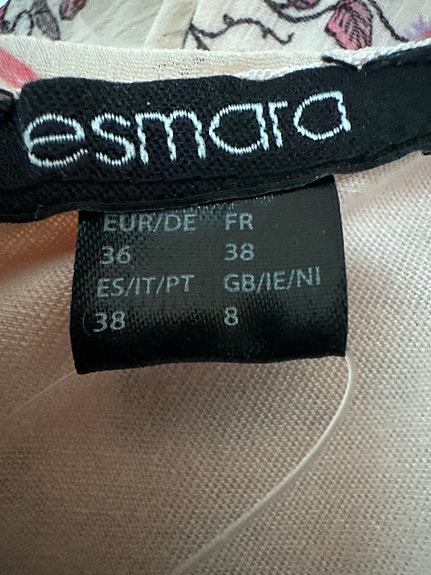 esmara
EUR/DE FR
36 38
ES/IT/PT GB/IE/NI
38 8